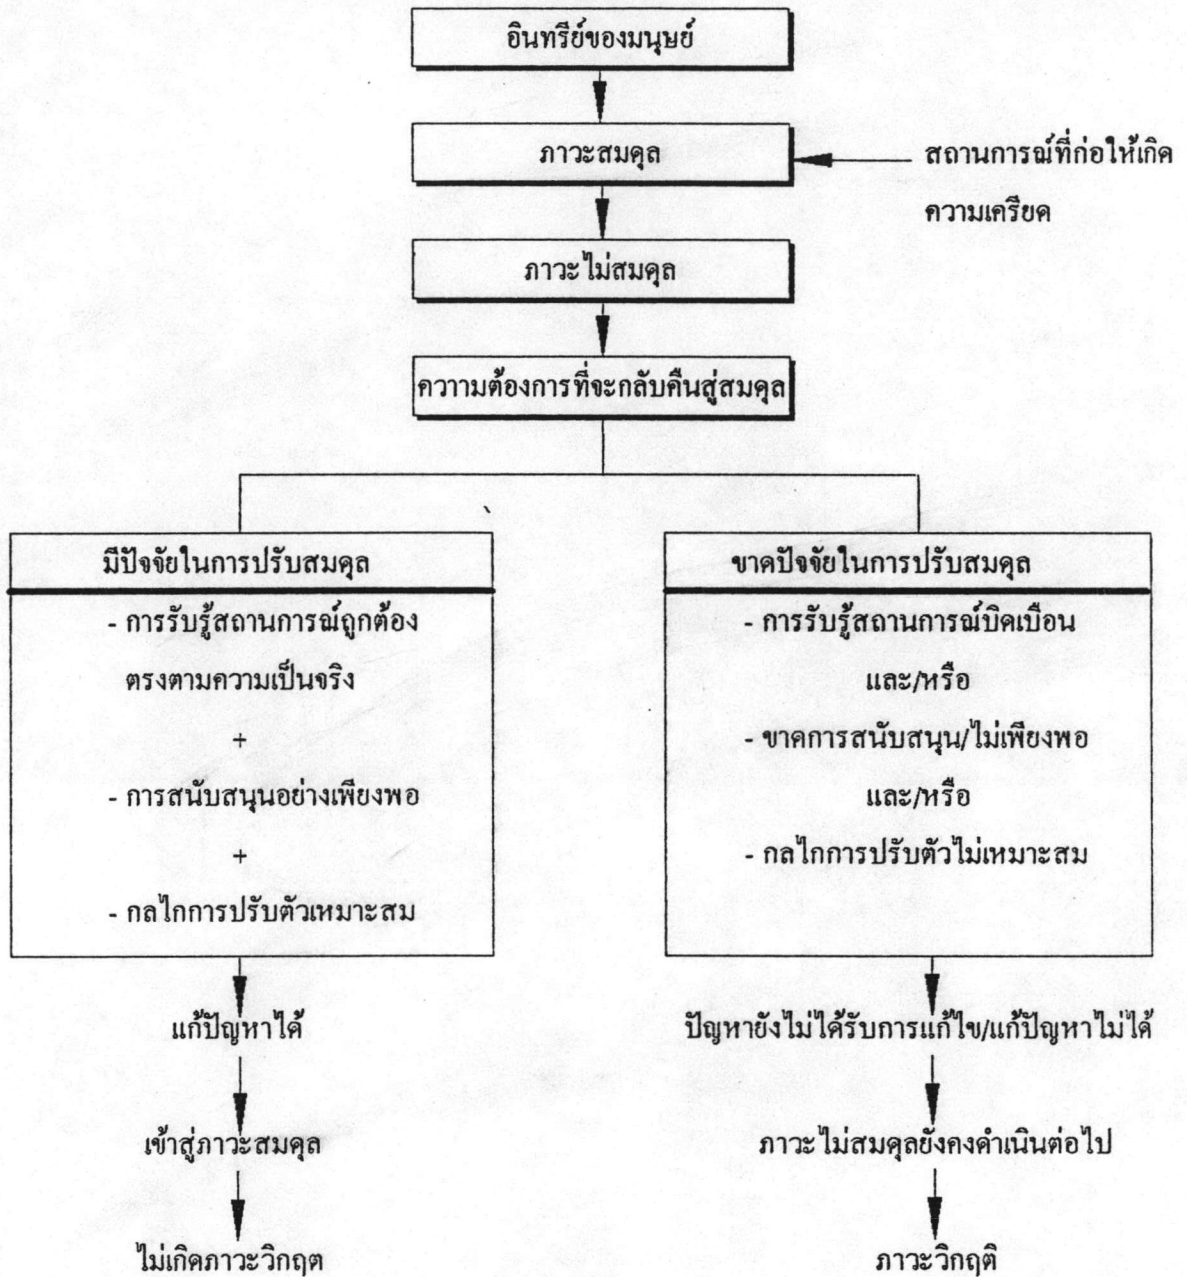 อินทรีย์ของมนุษย์
ภาวะสมดุล
สถานการณ์ที่ก่อให้เกิด
ความเครียด
ภาวะไม่สมดุล
ความต้องการที่จะกลับคืนสู่สมดุล
มีปัจจัยในการปรับสมดุล
- การรับรู้สถานการณ์ถูกต้อง
ตรงตามความเป็นจริง
+
- การสนับสนุนอย่างเพียงพอ
+
- กลไกการปรับตัวเหมาะสม
แก้ปัญหาได้
เข้าสู่ภาวะสมดุล
ไม่เกิดภาวะวิกฤต
ขาดปัจจัยในการปรับสมดุล
- การรับรู้สถานการณ์บิดเบือน
และ/หรือ
- ขาดการสนับสนุน/ไม่เพียงพอ
และ/หรือ
- กลไกการปรับตัวไม่เหมาะสม
ปัญหายังไม่ได้รับการแก้ไข/แก้ปัญหาไม่ได้
ภาวะไม่สมดุลยังคงดำเนินต่อไป
ภาวะวิกฤติ